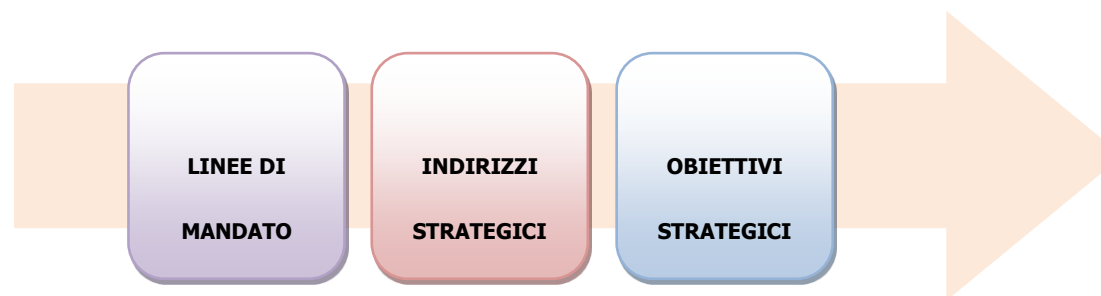 LINEE DI
MANDATO
INDIRIZZI
STRATEGICI
OBIETTIVI
STRATEGICI